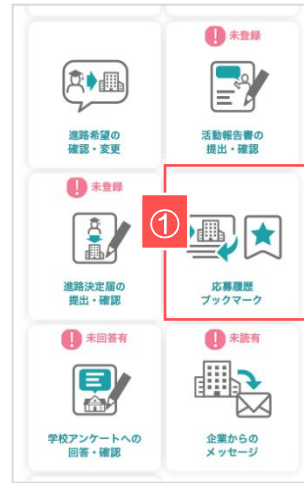 ! 未登録
進路希望の
確認・変更
活動報告書の
提出・確認
! 未登録
①
進路決定届の
提出・確認
応募履歴
ブックマーク
! 未回答有
! 未読有
学校アンケートへの
回答・確認
企業からの
メッセージ